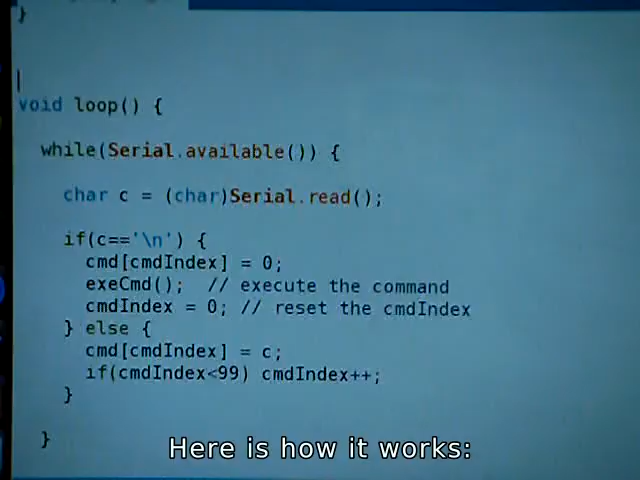 }
void loop() {
while(Serial.available()) {
char c = (char)Serial.read();
if(c=='\n') {
cmd[cmdIndex] = 0;
exeCmd(); // execute the command
cmdIndex = 0; // reset the cmdIndex
} else {
cmd[cmdIndex] = c;
if(cmdIndex<99) cmdIndex++;
}
}
Here is how it works: